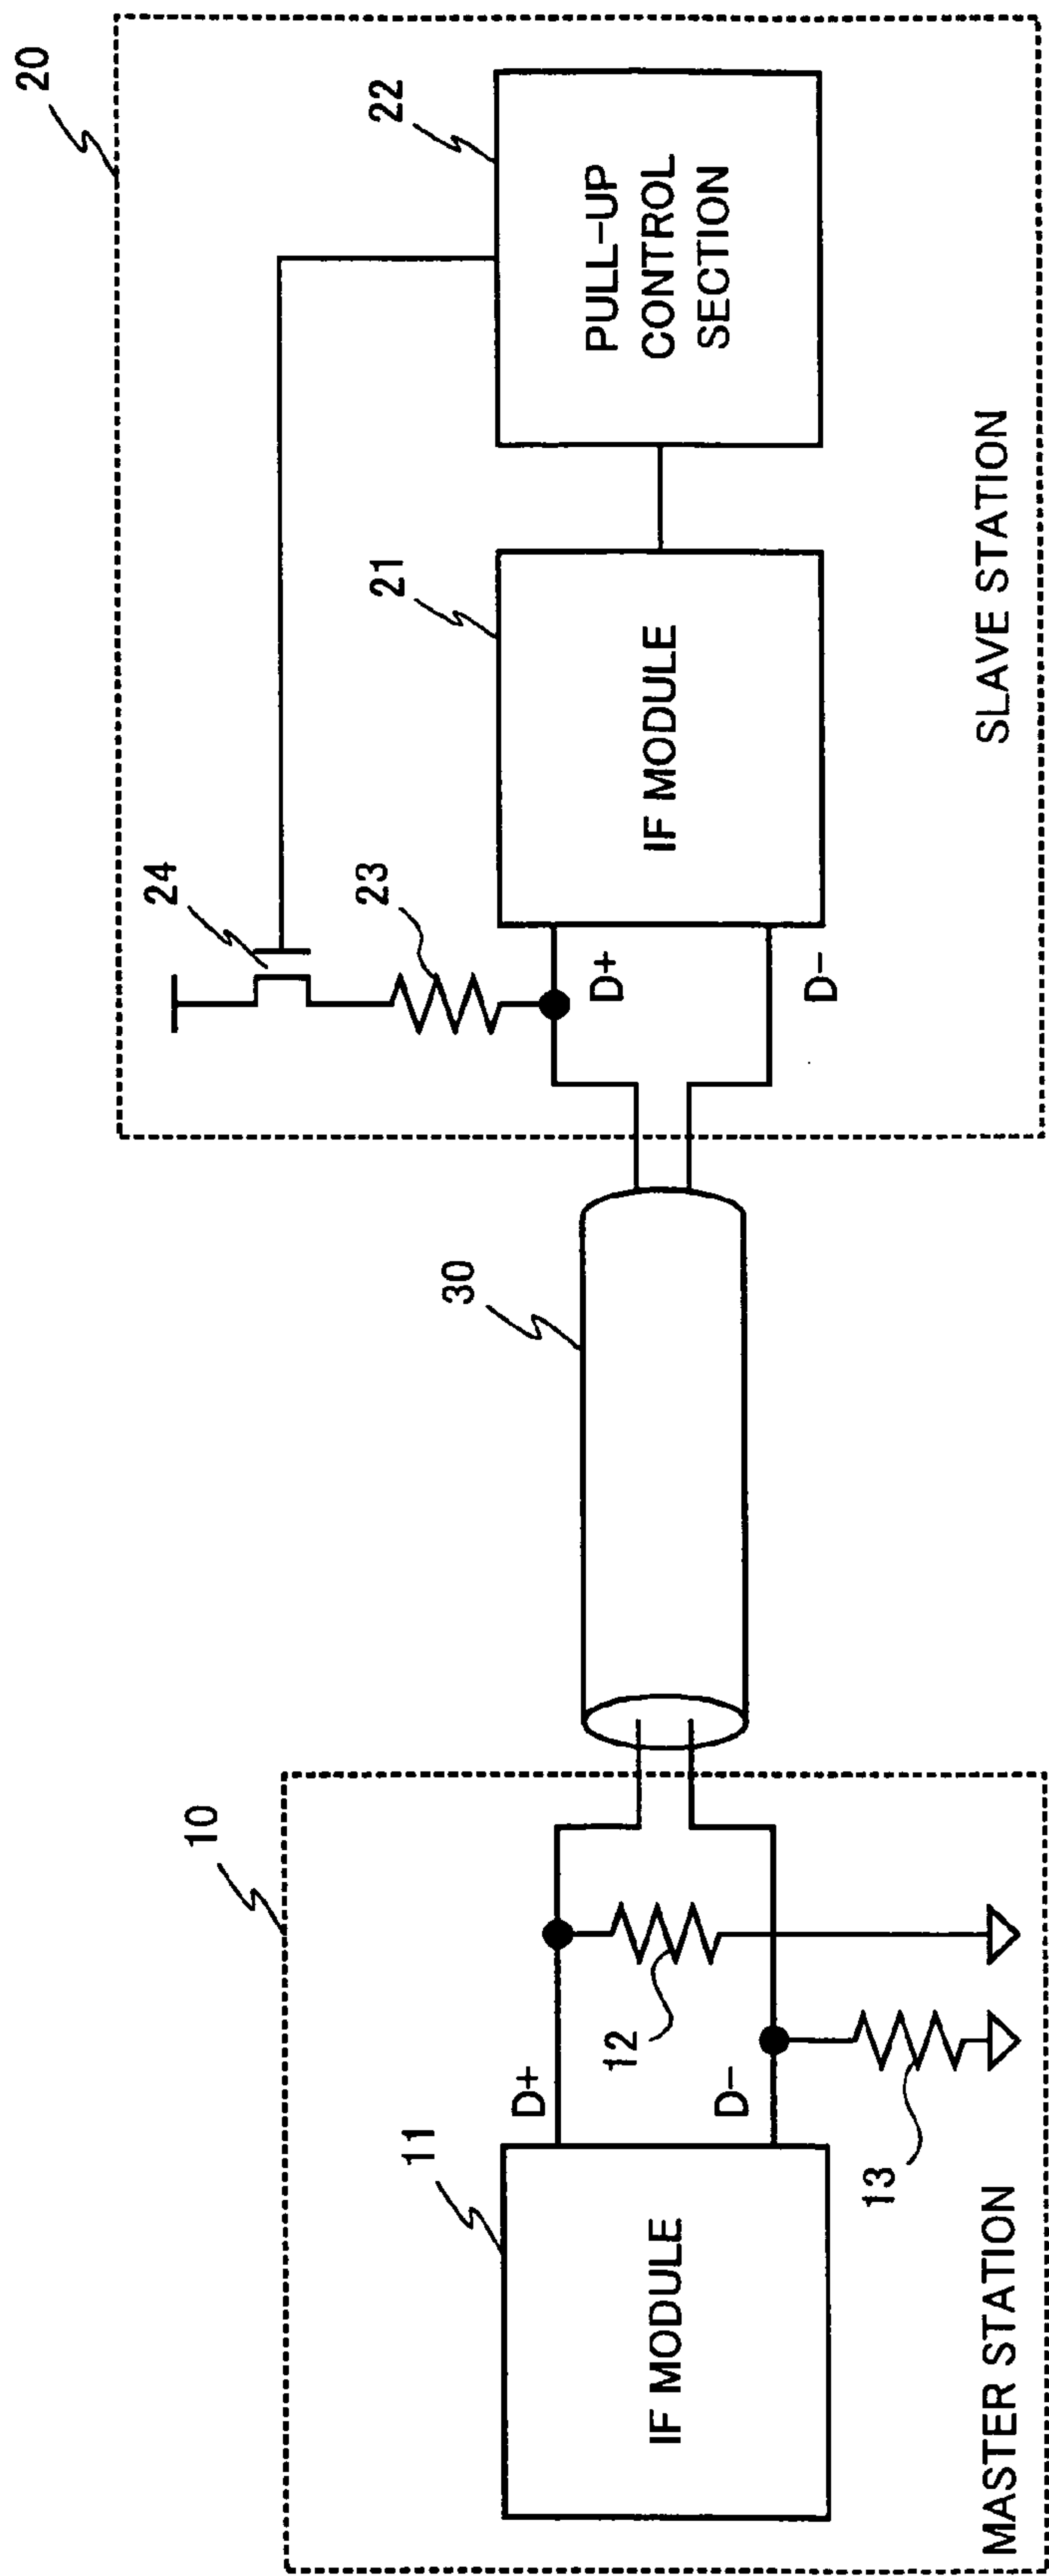 20
22
PULL-UP
CONTROL
SECTION
21
IF MODULE
24
23
D+
D-
SLAVE STATION
30
10
12
D+
D-
11
13
IF MODULE
MASTER STATION